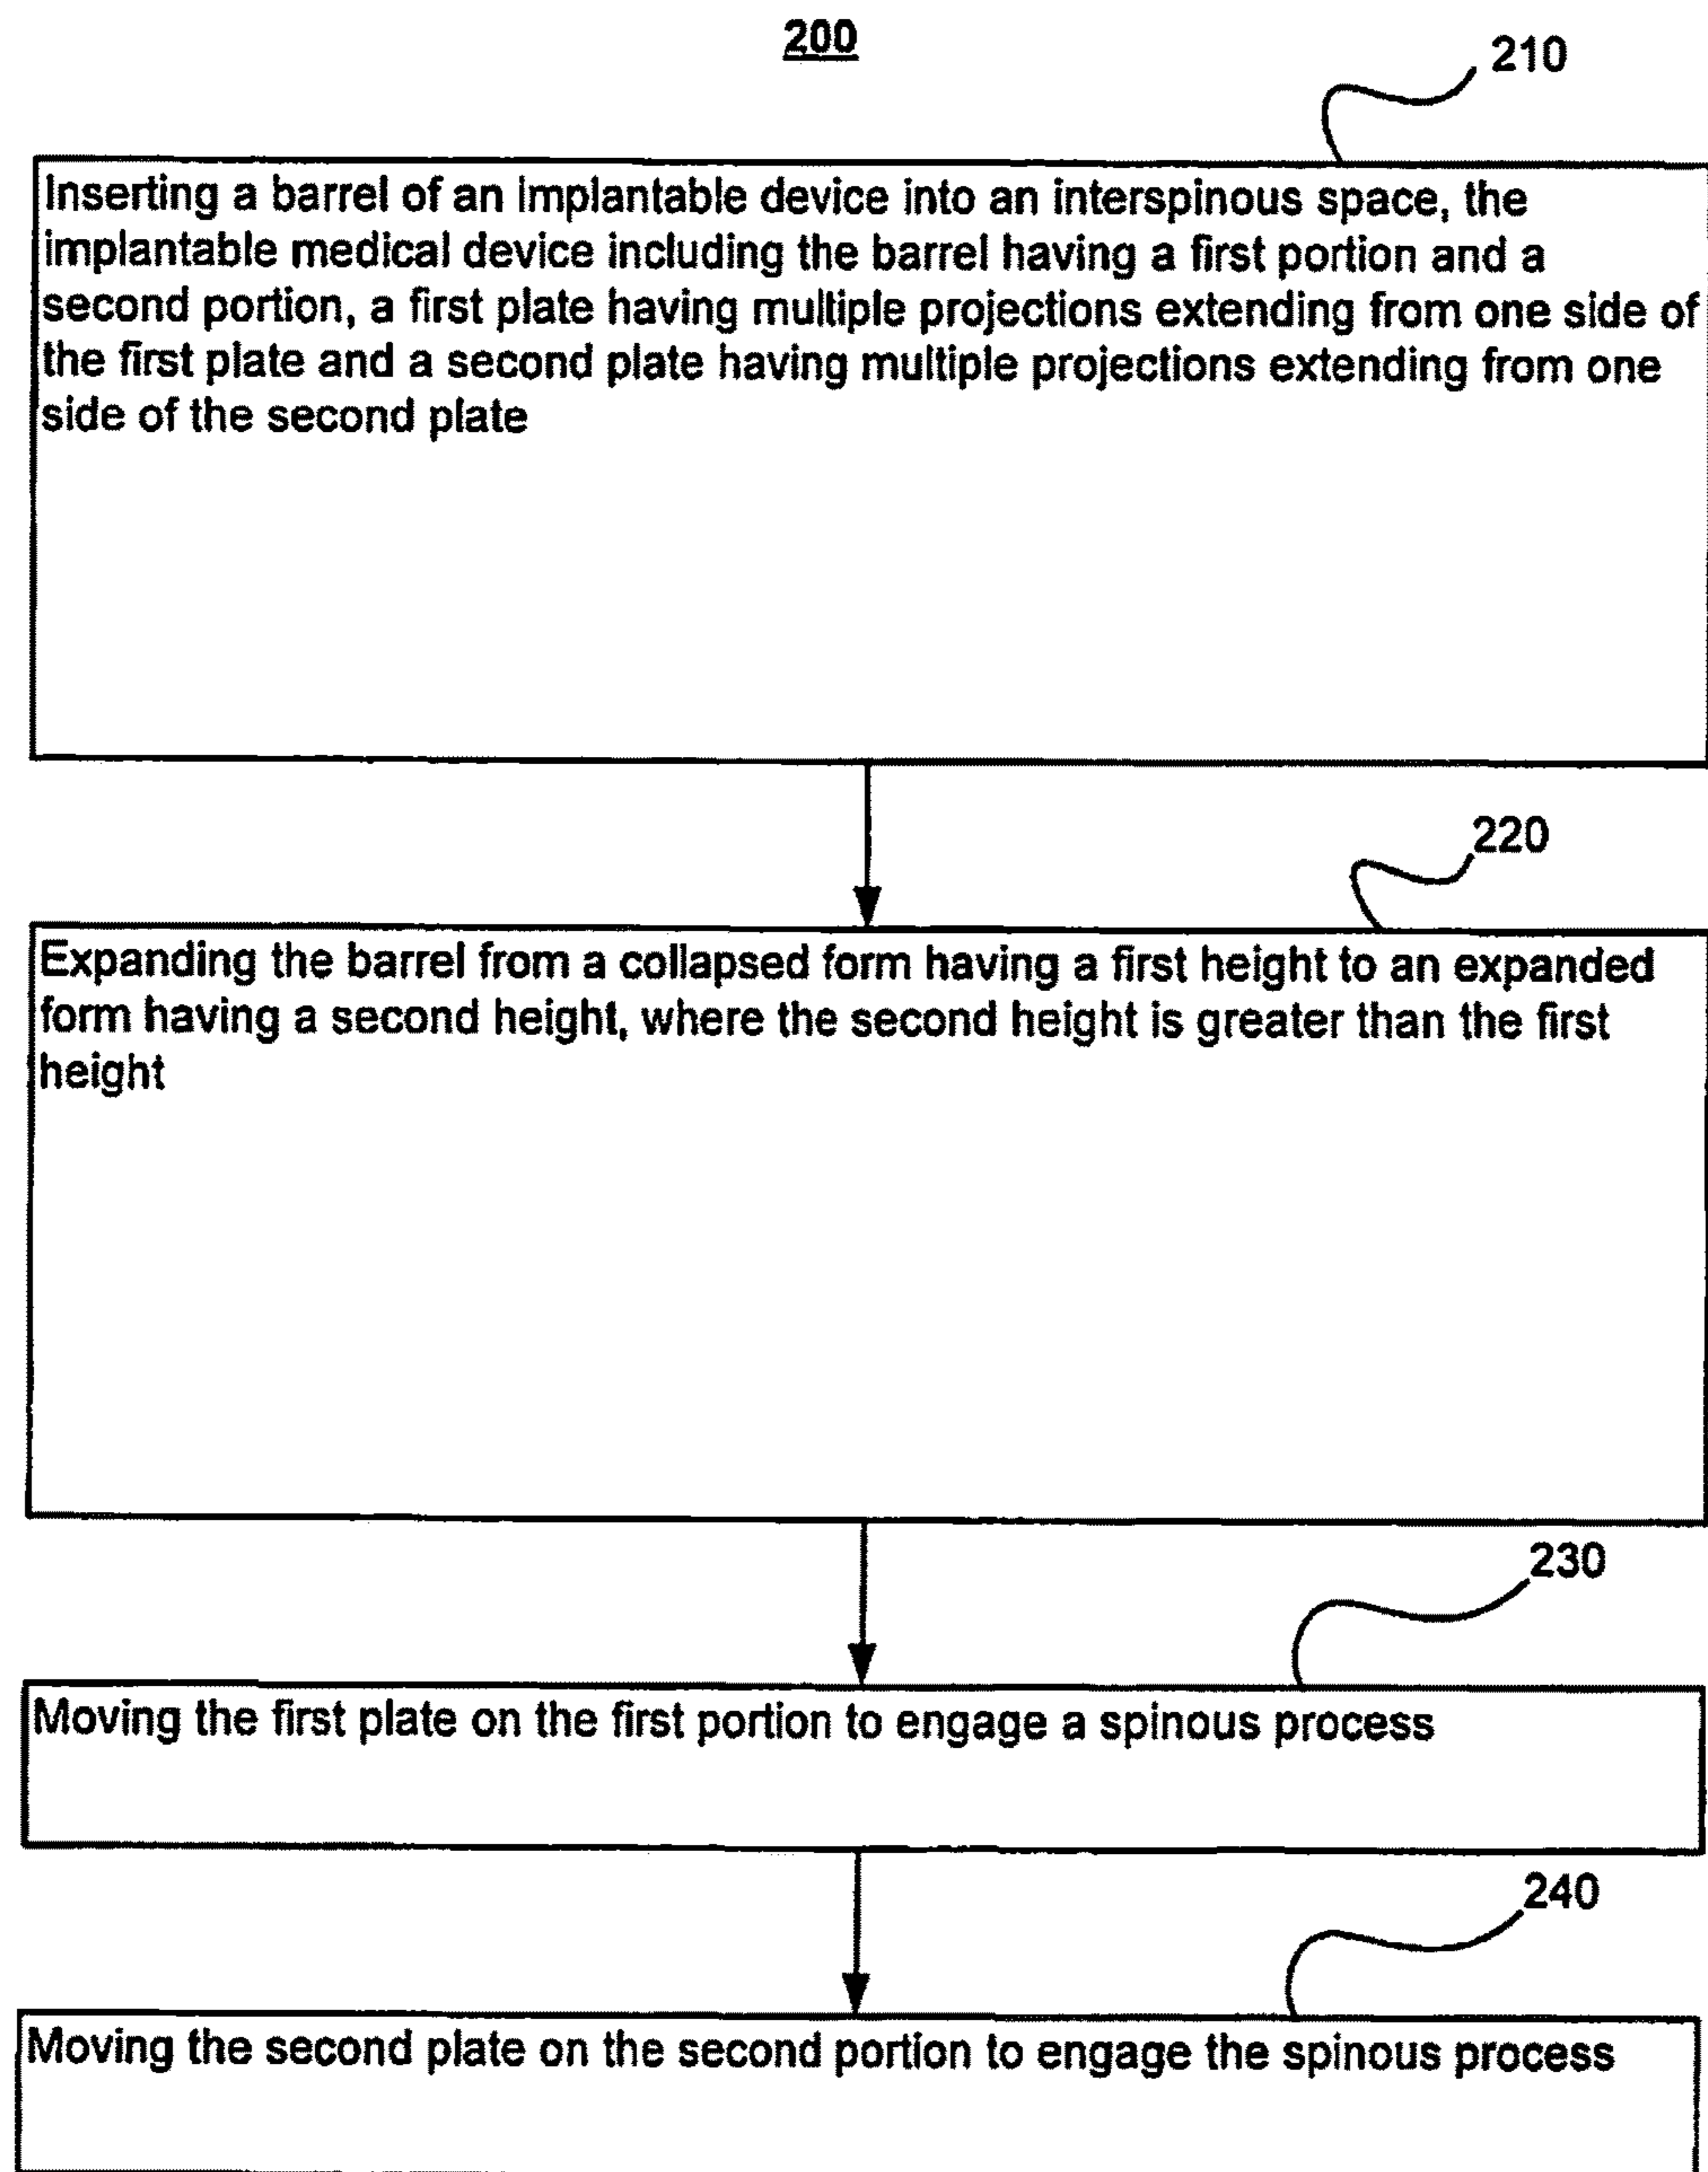 200
210
Inserting a barrel of an implantable device into an interspinous space, the
implantable medical device including the barrel having a first portion and a
second portion, a first plate having multiple projections extending from one side of
the first plate and a second plate having multiple projections extending from one
side of the second plate
220
Expanding the barrel from a collapsed form having a first height to an expanded
form having a second height, where the second height is greater than the first
height
230
Moving the first plate on the first portion to engage a spinous process
240
Moving the second plate on the second portion to engage the spinous process